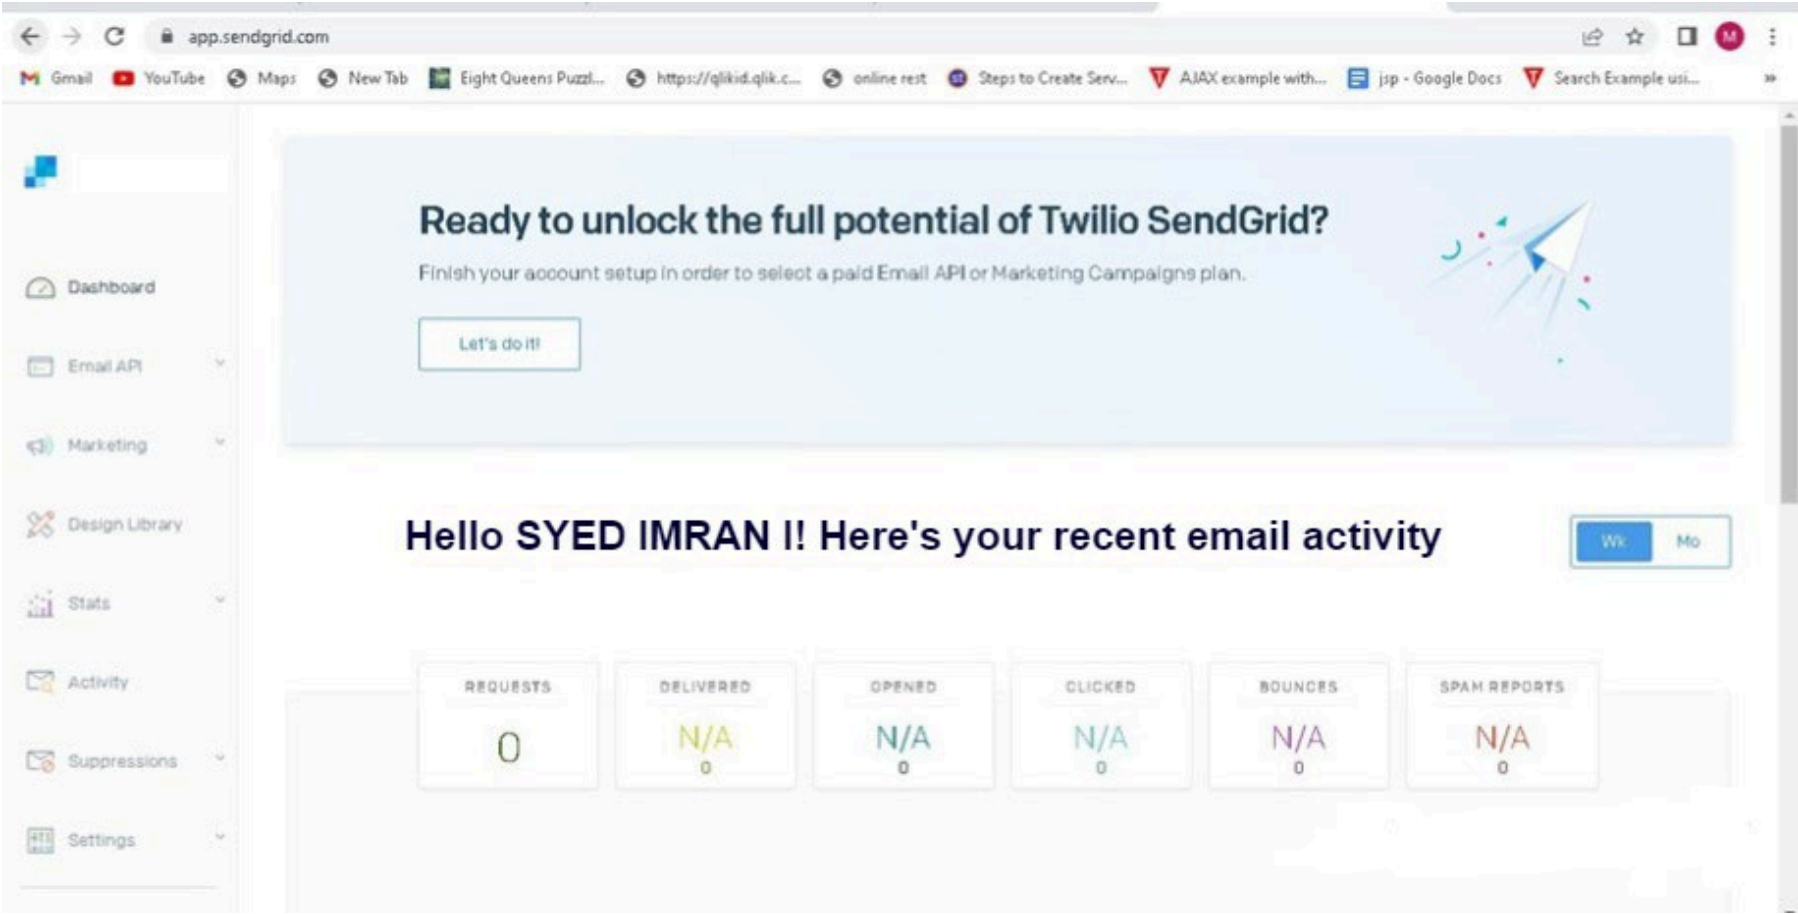 app.sendgrid.com
M
Gmail YouTube Maps New Tab Eight Queens Puzzl... https://qlikid.qlik.c... online rest Steps to Create Serv... AJAX example with... jsp - Google Docs Search Example usi... »
Ready to unlock the full potential of Twilio SendGrid?
Finish your account setup in order to select a paid Email API or Marketing Campaigns plan.
Let's do it!
Dashboard
Email API
Marketing
Design Library
Stats
Activity
Suppressions
Settings
Hello SYED IMRAN I! Here's your recent email activity
Wk Mo
REQUESTS DELIVERED OPENED CLICKED BOUNCES SPAM REPORTS
0 N/A N/A N/A N/A N/A
0 0 0 0 0